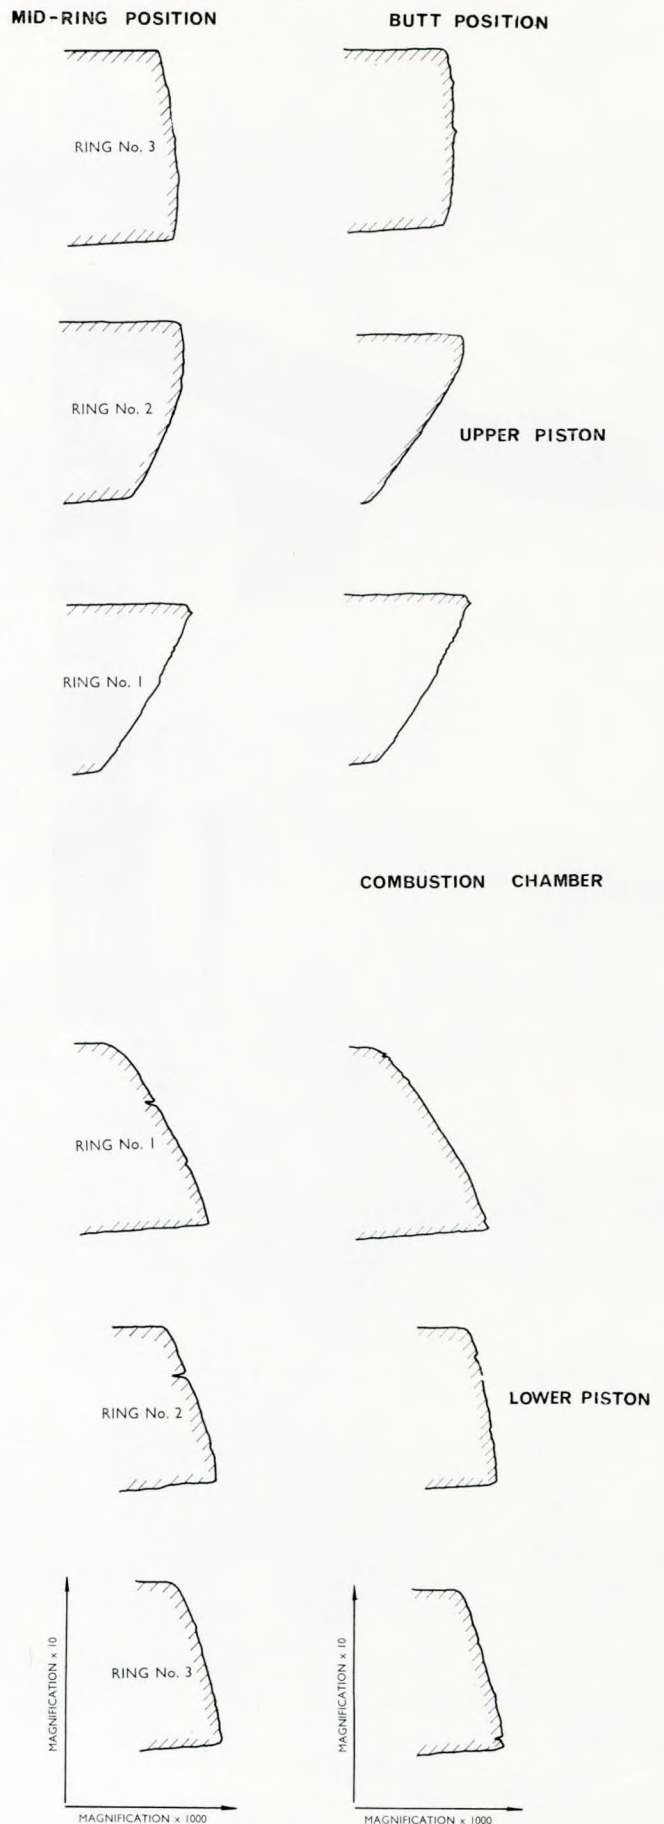 MID-RING POSITION
BUTT POSITION
RING No. 3
RING No. 2
UPPER PISTON
RING No. 1
COMBUSTION CHAMBER
RING No. 1
RING No. 2
LOWER PISTON
RING No. 3
MAGNIFICATION x 10
MAGNIFICATION x 10
MAGNIFICATION x 1000
MAGNIFICATION x 1000